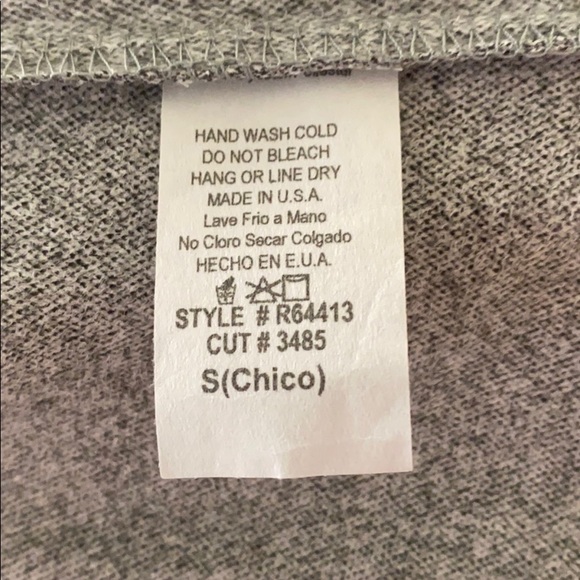 HAND WASH COLD
DO NOT BLEACH
HANG OR LINE DRY
MADE IN U.S.A.
Lave Frio a Mano
No Cloro Secar Colgado
HECHO EN E.U.A.
STYLE # R64413
CUT # 3485
S(Chico)